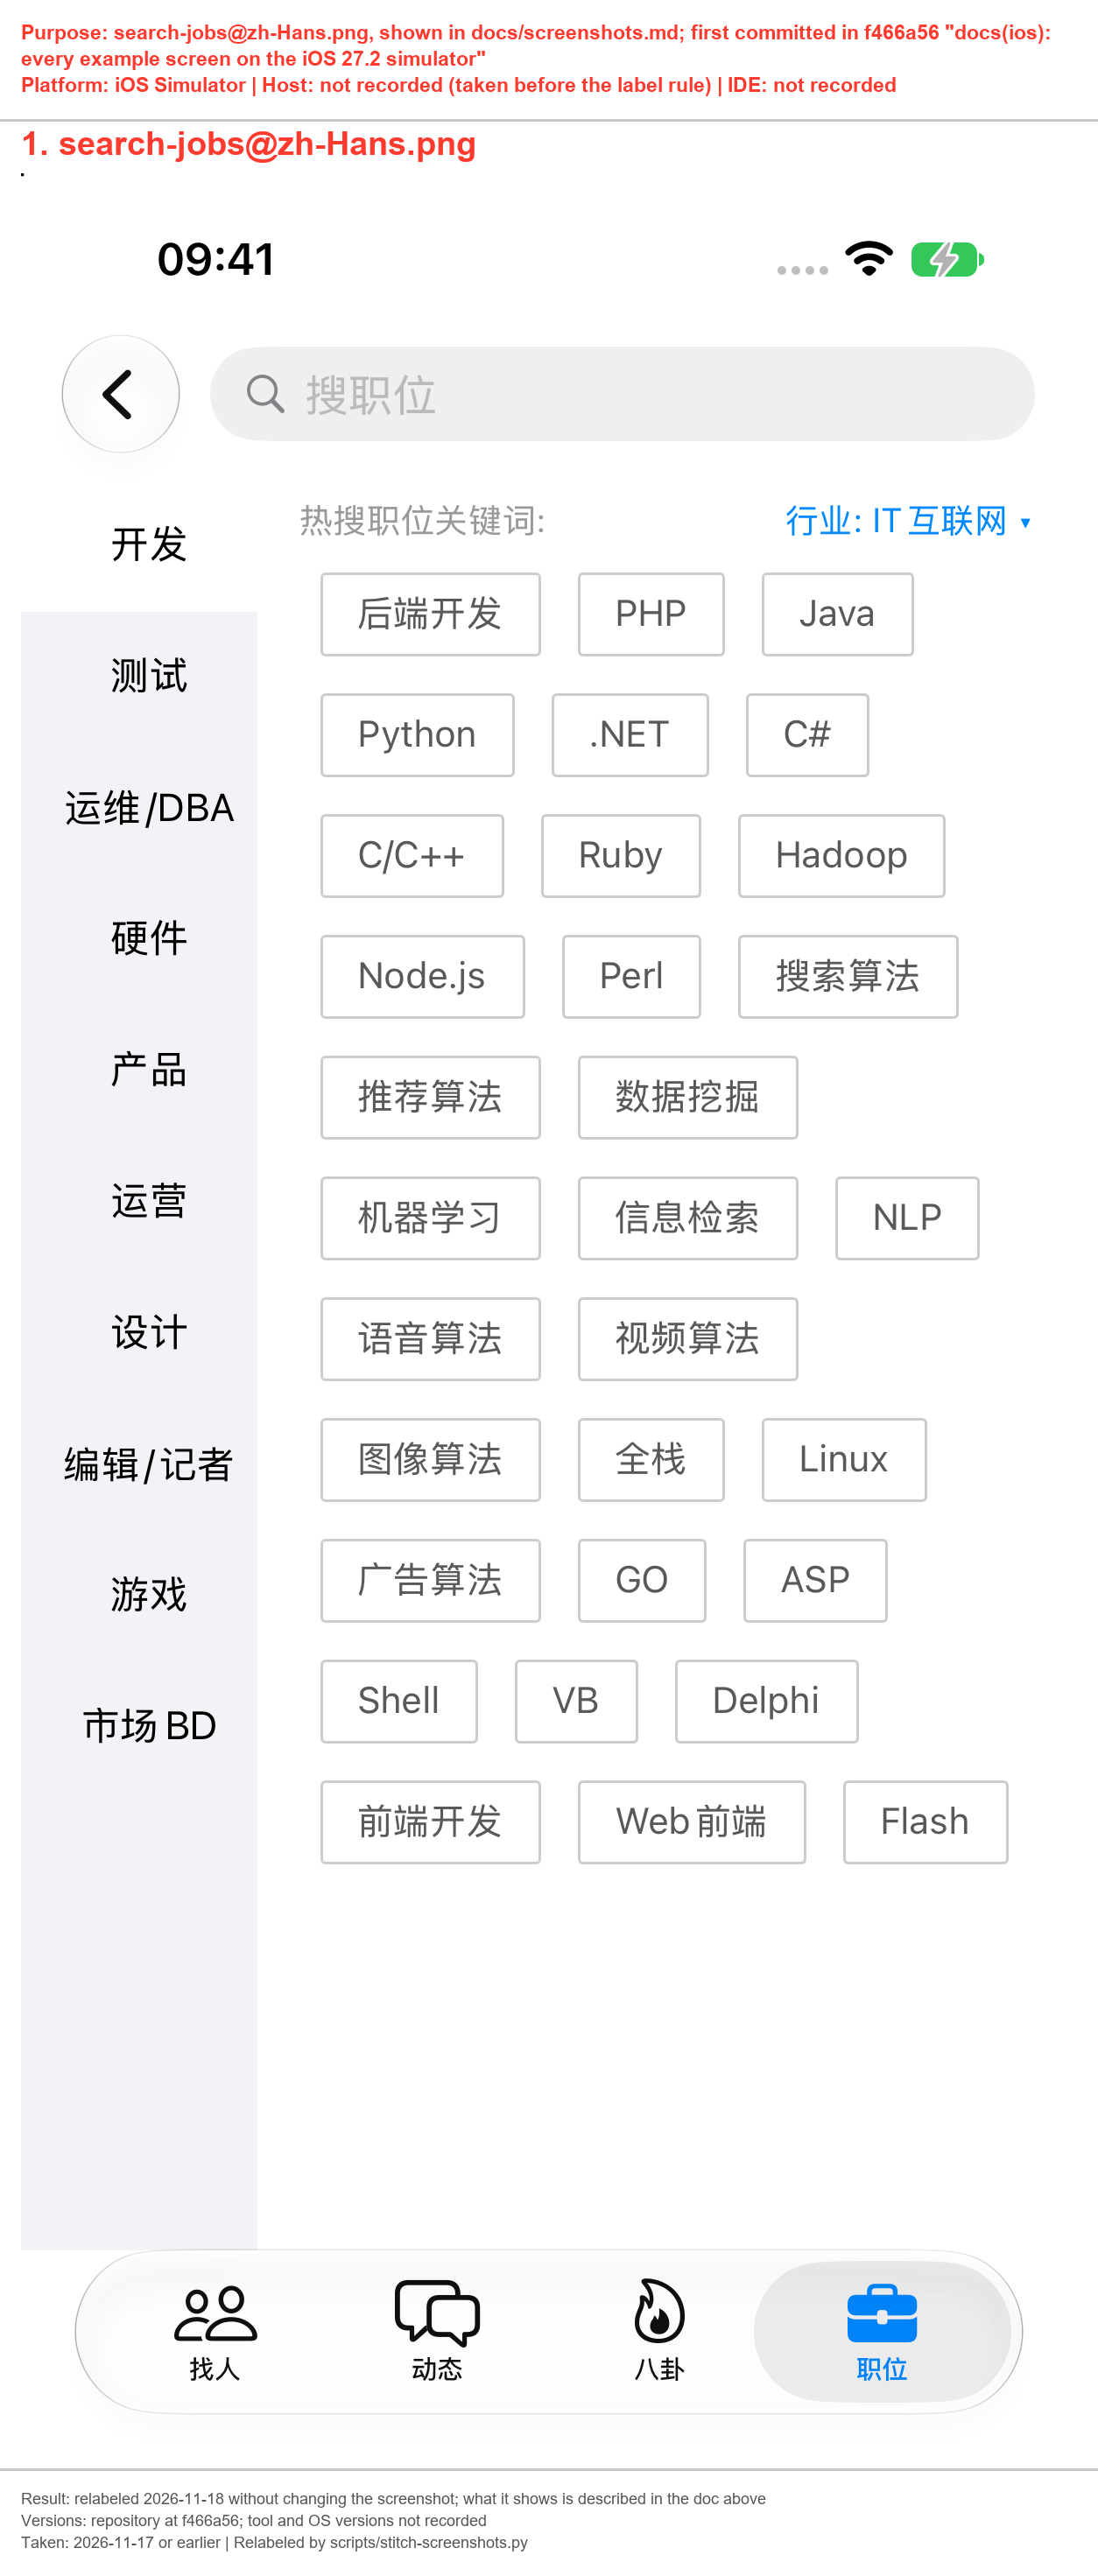 Purpose: search-jobs@zh-Hans.png, shown in docs/screenshots.md; first committed in f466a56 "docs(ios):
every example screen on the iOS 27.2 simulator"
Platform: iOS Simulator | Host: not recorded (taken before the label rule) | IDE: not recorded
1. search-jobs@zh-Hans.png
09:41
搜职位
热搜职位关键词:
行业: IT 互联网 ▾
开发
测试
运维/DBA
硬件
产品
运营
设计
编辑/记者
游戏
市场 BD
后端开发 PHP Java
Python .NET C#
C/C++ Ruby Hadoop
Node.js Perl 搜索算法
推荐算法 数据挖掘
机器学习 信息检索 NLP
语音算法 视频算法
图像算法 全栈 Linux
广告算法 GO ASP
Shell VB Delphi
前端开发 Web 前端 Flash
找人 动态 八卦 职位
Result: relabeled 2026-11-18 without changing the screenshot; what it shows is described in the doc above
Versions: repository at f466a56; tool and OS versions not recorded
Taken: 2026-11-17 or earlier | Relabeled by scripts/stitch-screenshots.py